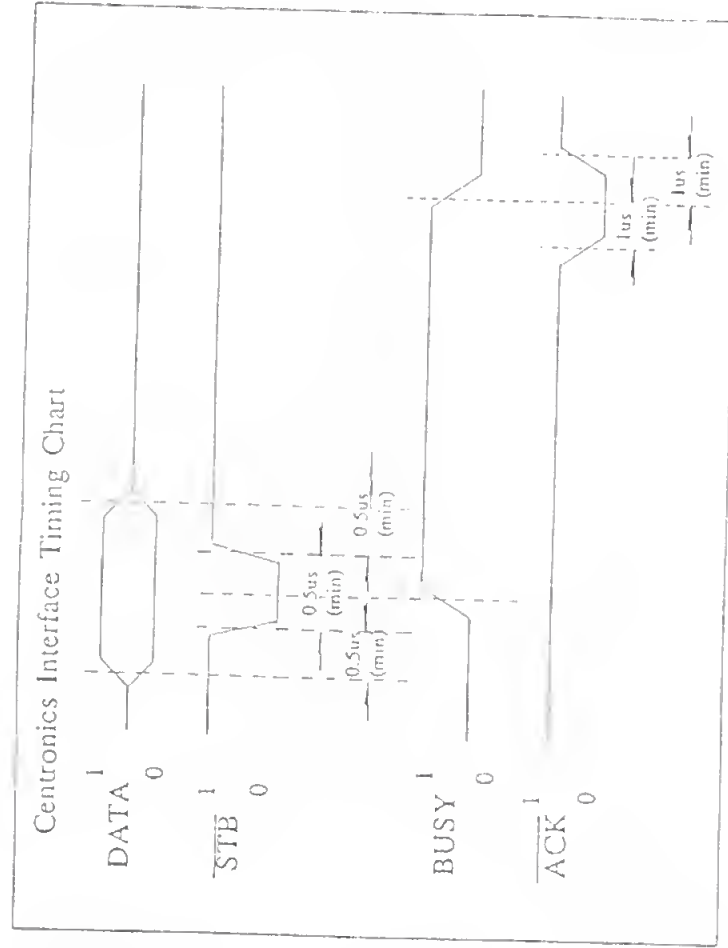 Centronics Interface Timing Chart
DATA 1
0
STB 1
0
0.5us
(min)
0.5us
(min)
0.5us
(min)
BUSY 1
0
ACK 1
0
1us
(min)
1us
(min)